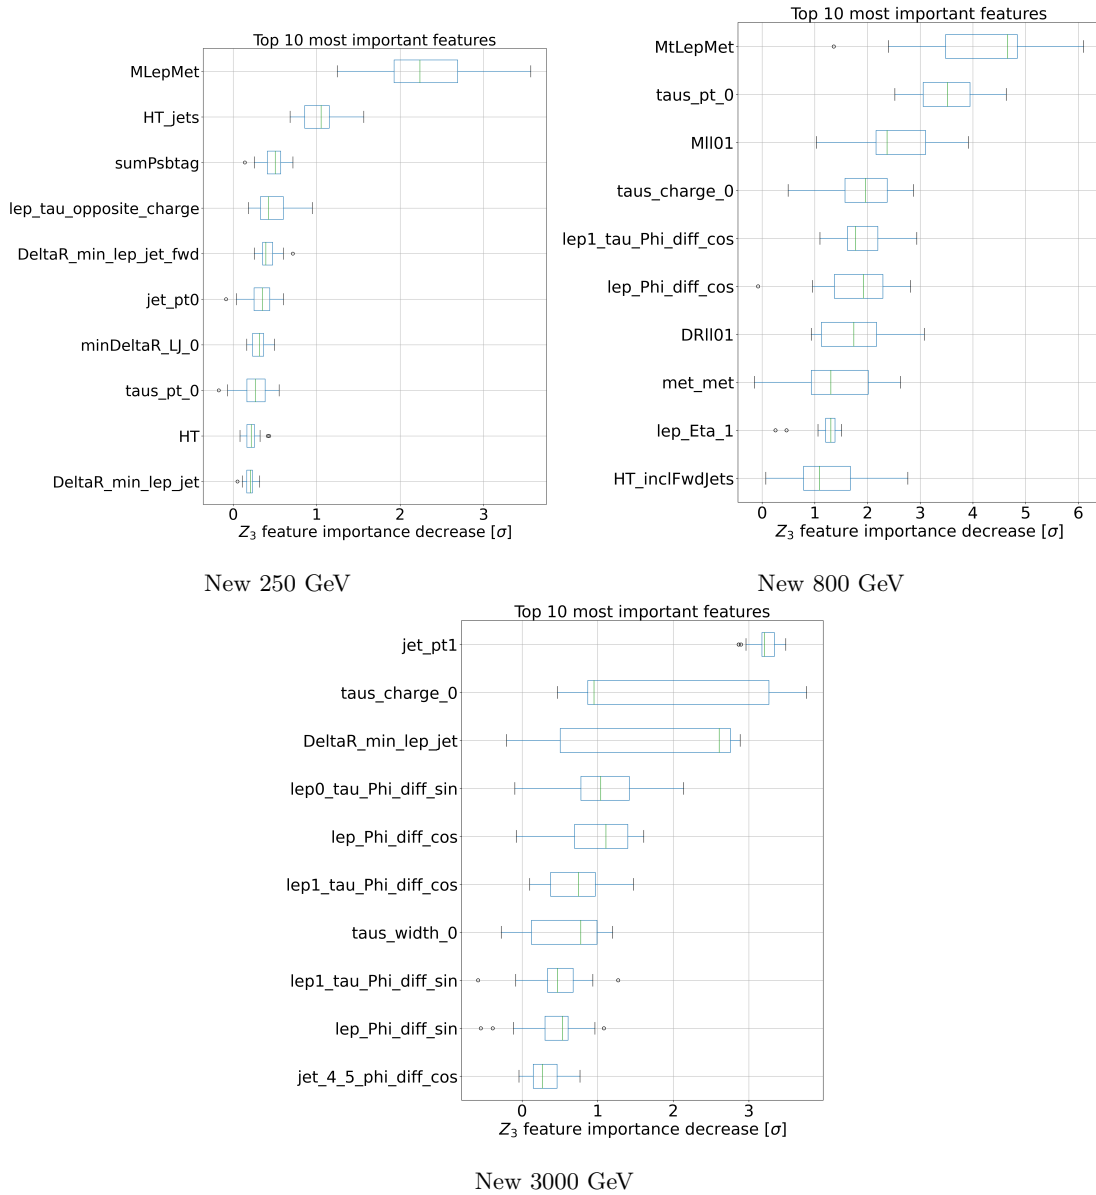 Top 10 most important features
MLepMet
HT_jets
sumPsbtag
lep_tau_opposite_charge
DeltaR_min_lep_jet_fwd
jet_pt0
minDeltaR_LJ_0
taus_pt_0
HT
DeltaR_min_lep_jet
0 1 2 3
Z3 feature importance decrease [σ]
New 250 GeV
Top 10 most important features
MtLepMet
taus_pt_0
Mll01
taus_charge_0
lep1_tau_Phi_diff_cos
lep_Phi_diff_cos
DRll01
met_met
lep_Eta_1
HT_inclFwdJets
0 1 2 3 4 5 6
Z3 feature importance decrease [σ]
New 800 GeV
Top 10 most important features
jet_pt1
taus_charge_0
DeltaR_min_lep_jet
lep0_tau_Phi_diff_sin
lep_Phi_diff_cos
lep1_tau_Phi_diff_cos
taus_width_0
lep1_tau_Phi_diff_sin
lep_Phi_diff_sin
jet_4_5_phi_diff_cos
0 1 2 3
Z3 feature importance decrease [σ]
New 3000 GeV